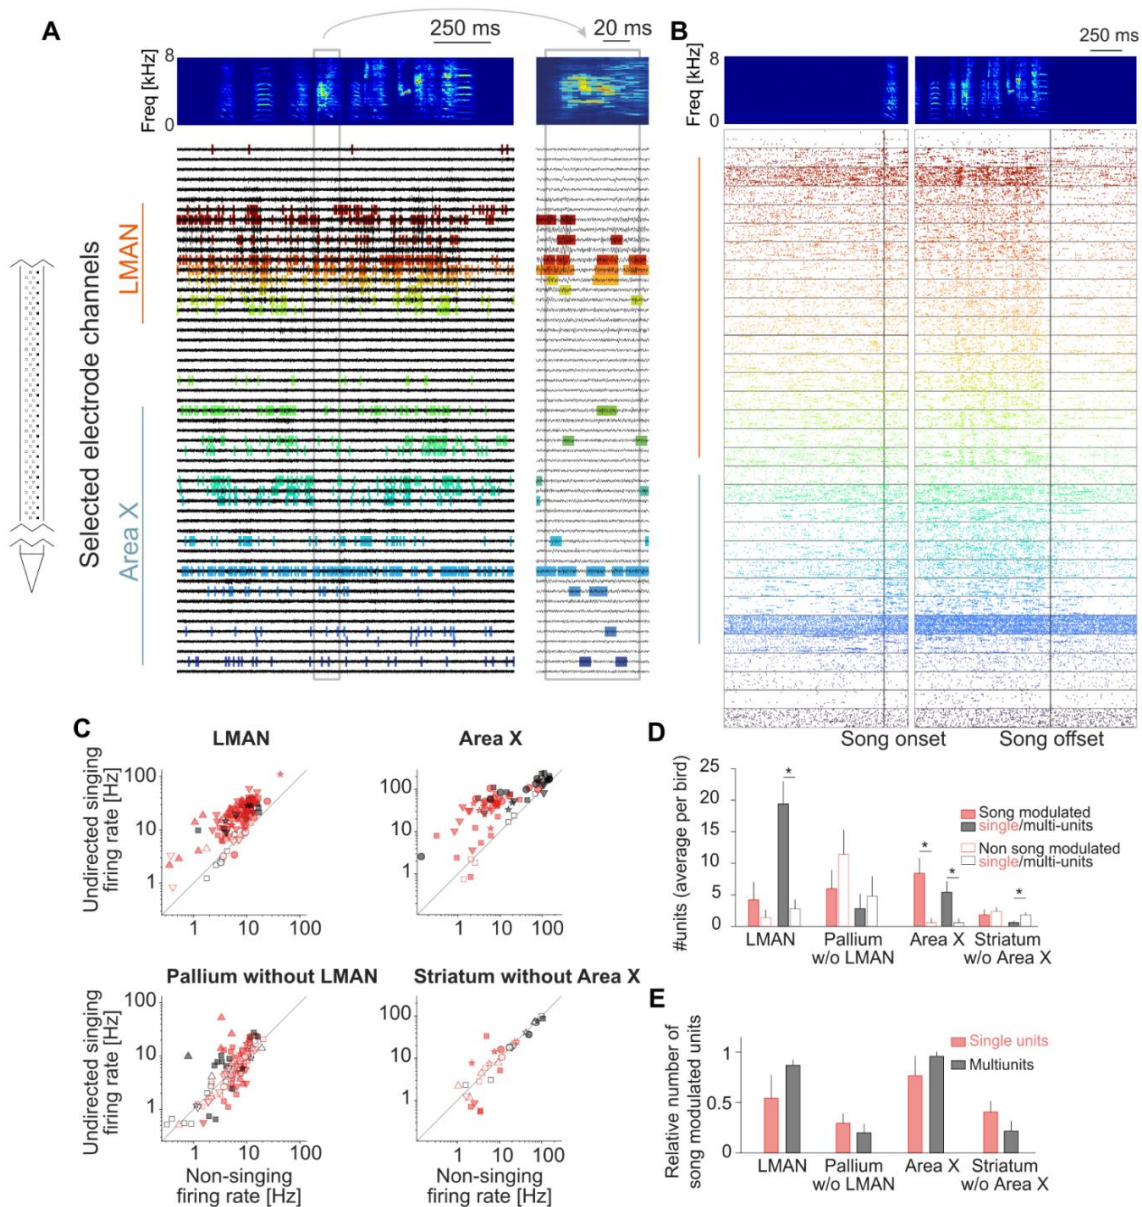 A
250 ms
20 ms
B
250 ms
Freq [kHz]
8
0
Freq [kHz]
8
0
Selected electrode channels
LMAN
Area X
Song onset
Song offset
C
LMAN
Area X
Undirected singing
firing rate [Hz]
100
10
1
1
10
100
100
10
1
1
10
100
Pallium without LMAN
Striatum without Area X
Undirected singing
firing rate [Hz]
100
10
1
1
10
100
100
10
1
1
10
100
Non-singing
firing rate [Hz]
Non-singing
firing rate [Hz]
D
#units (average per bird)
25
20
15
10
5
0
*
*
*
*
Song modulated
single/multi-units
Non song modulated
single/multi-units
LMAN
Pallium
w/o LMAN
Area X
Striatum
w/o Area X
E
Relative number of
song modulated units
1
0.5
0
Single units
Multiunits
LMAN
Pallium
w/o LMAN
Area X
Striatum
w/o Area X